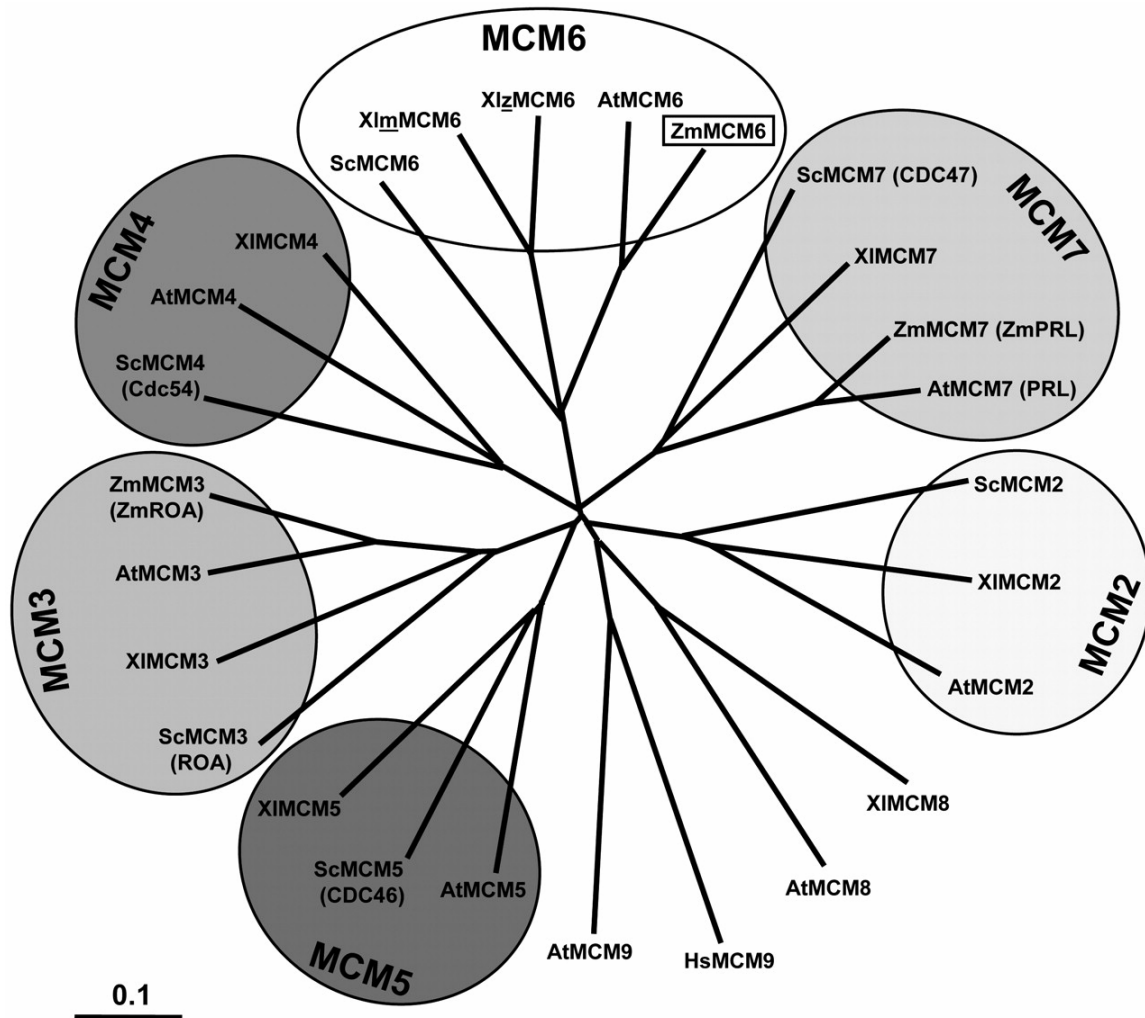 MCM6
XlmMCM6
XlzMCM6
AtMCM6
ZmMCM6
ScMCM6
MCM7
ScMCM7 (CDC47)
XlMCM7
ZmMCM7 (ZmPRL)
AtMCM7 (PRL)
MCM4
XlMCM4
AtMCM4
ScMCM4
(Cdc54)
MCM3
ZmMCM3
(ZmROA)
AtMCM3
XlMCM3
ScMCM3
(ROA)
MCM2
ScMCM2
XlMCM2
AtMCM2
MCM5
XlMCM5
ScMCM5
(CDC46)
AtMCM5
AtMCM9
HsMCM9
AtMCM8
XlMCM8
0.1